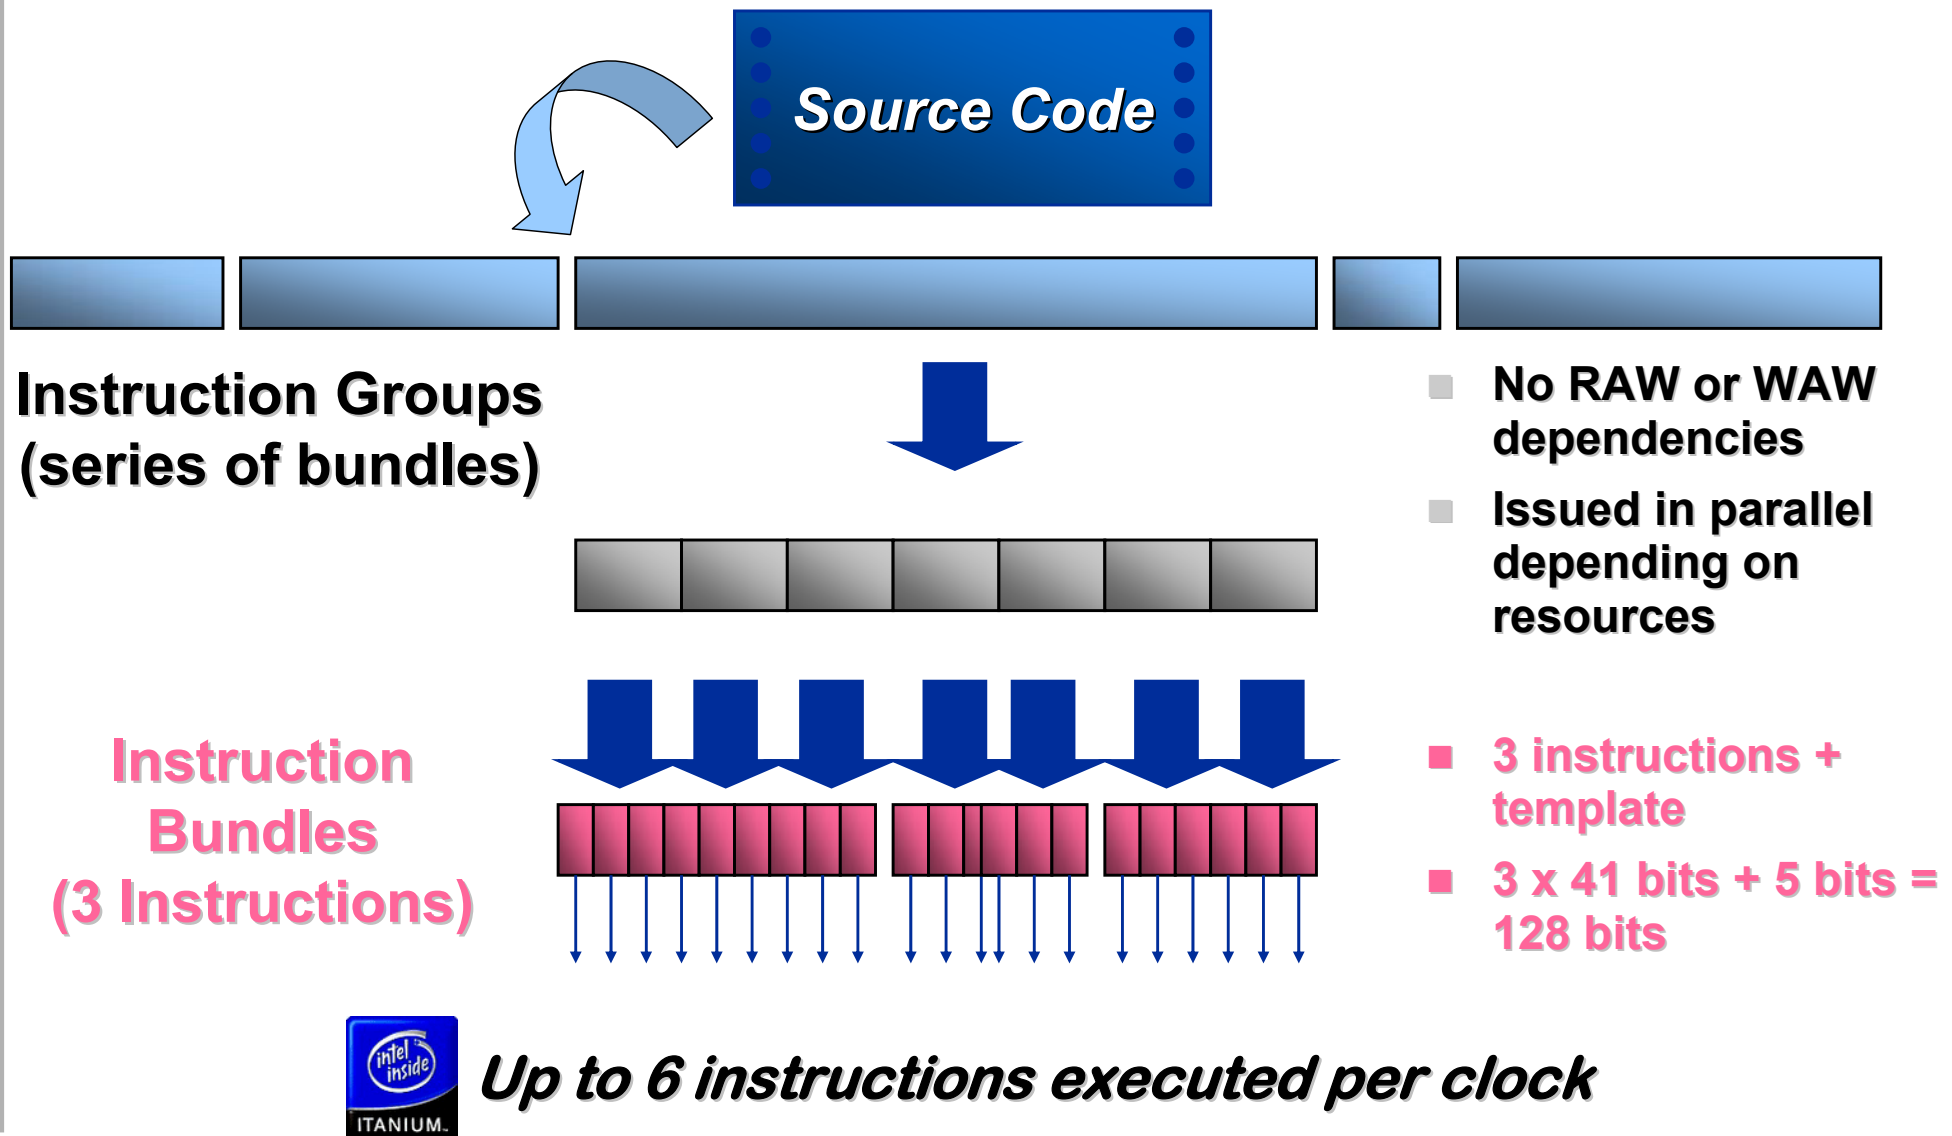 Source Code
Instruction Groups
(series of bundles)
No RAW or WAW
dependencies
Issued in parallel
depending on
resources
Instruction
Bundles
(3 Instructions)
3 instructions +
template
3 x 41 bits + 5 bits =
128 bits
intel
inside
ITANIUM™
Up to 6 instructions executed per clock